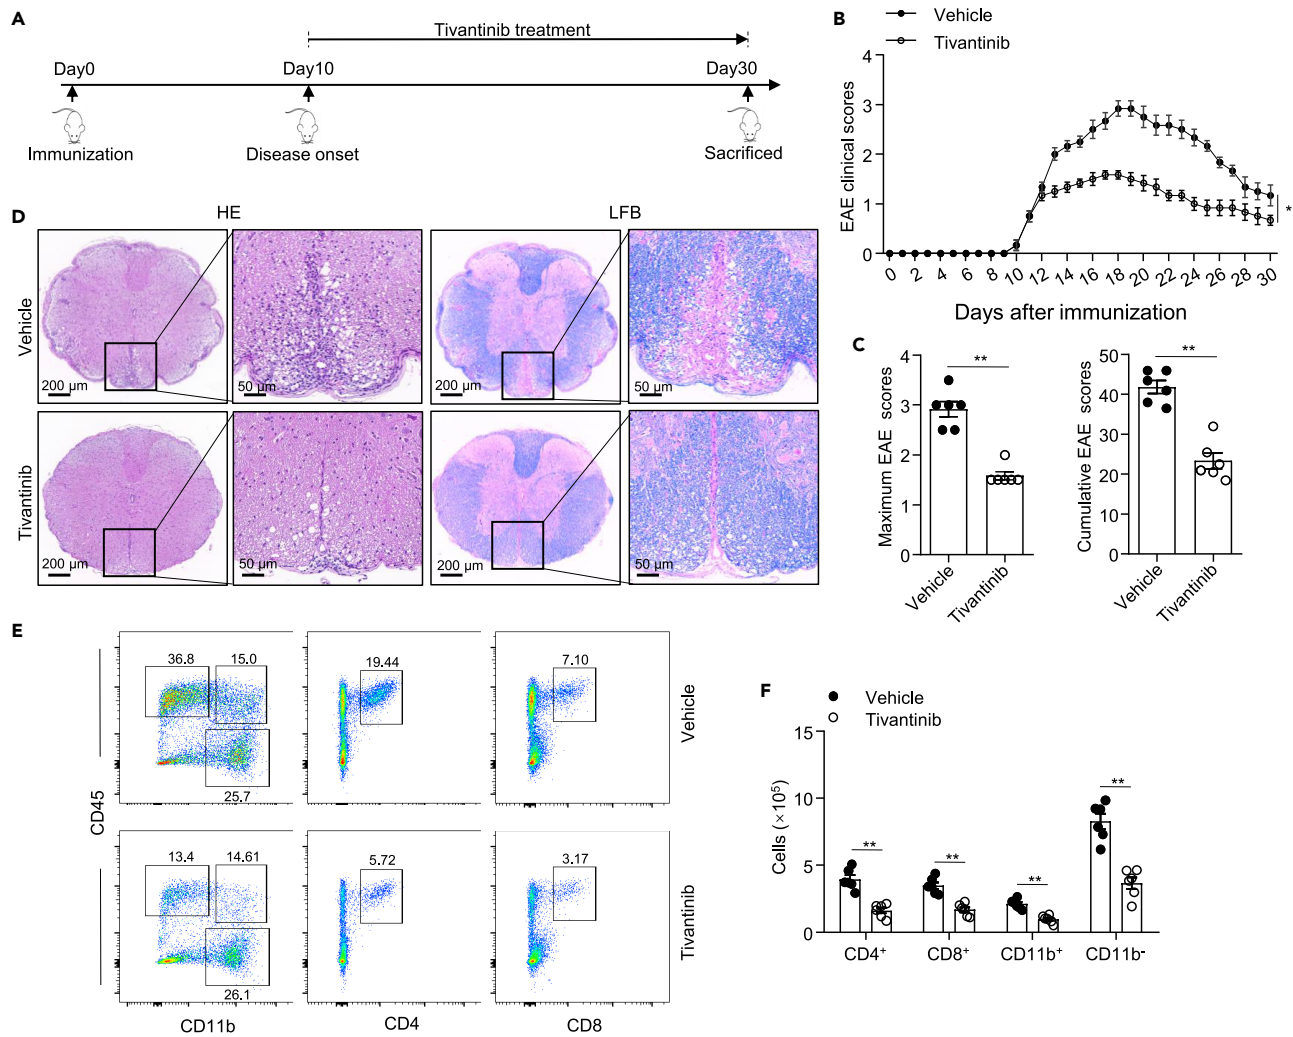 A
Tivantinib treatment
Day0
Day10
Day30
Immunization
Disease onset
Sacrificed
B
Vehicle
Tivantinib
EAE clinical scores
4
3
2
1
0
0 2 4 6 8 10 12 14 16 18 20 22 24 26 28 30
*
Days after immunization
C
Maximum EAE scores
4
3
2
1
0
**
Vehicle
Tivantinib
Cumulative EAE scores
50
40
30
20
10
0
**
Vehicle
Tivantinib
D
HE
LFB
Vehicle
200 µm
50 µm
200 µm
50 µm
Tivantinib
200 µm
50 µm
200 µm
50 µm
E
36.8
15.0
25.7
19.44
7.10
Vehicle
CD45
13.4
14.61
26.1
5.72
3.17
Tivantinib
CD11b
CD4
CD8
F
Vehicle
Tivantinib
Cells (×10⁵)
15
10
5
0
**
**
**
**
CD4⁺
CD8⁺
CD11b⁺
CD11b⁻